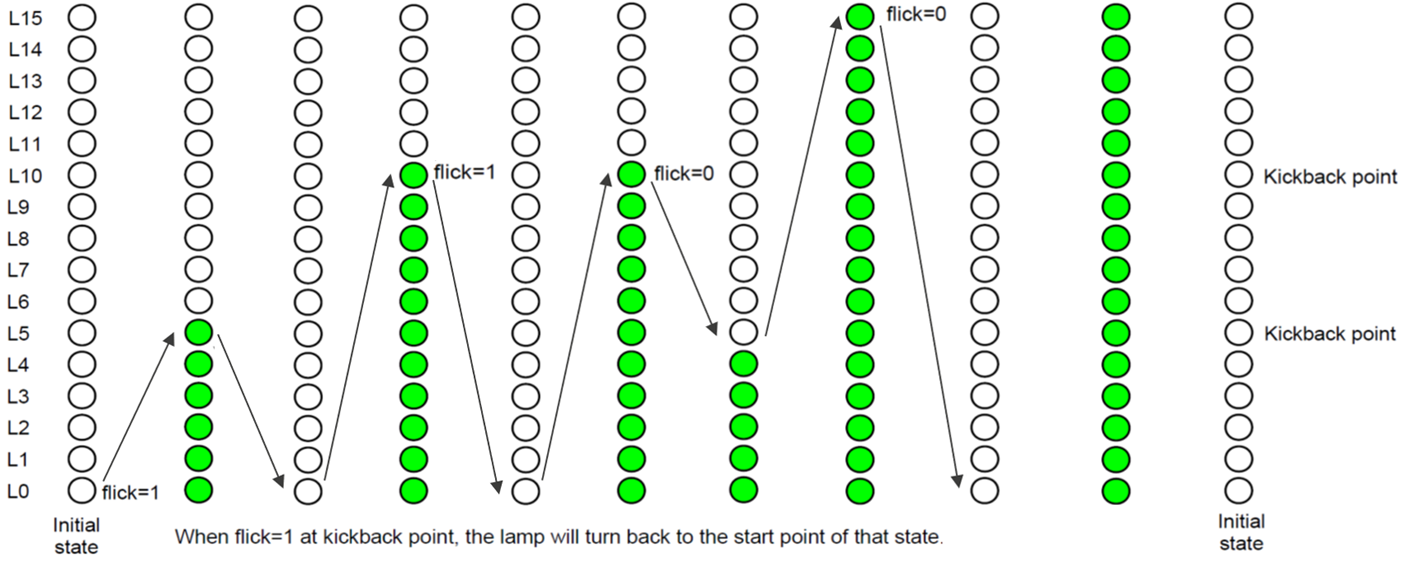 L15 flick=0
L14
L13
L12
L11
L10 flick=1 flick=0 Kickback point
L9
L8
L7
L6
L5 Kickback point
L4
L3
L2
L1
L0 flick=1
Initial
state
When flick=1 at kickback point, the lamp will turn back to the start point of that state.
Initial
state